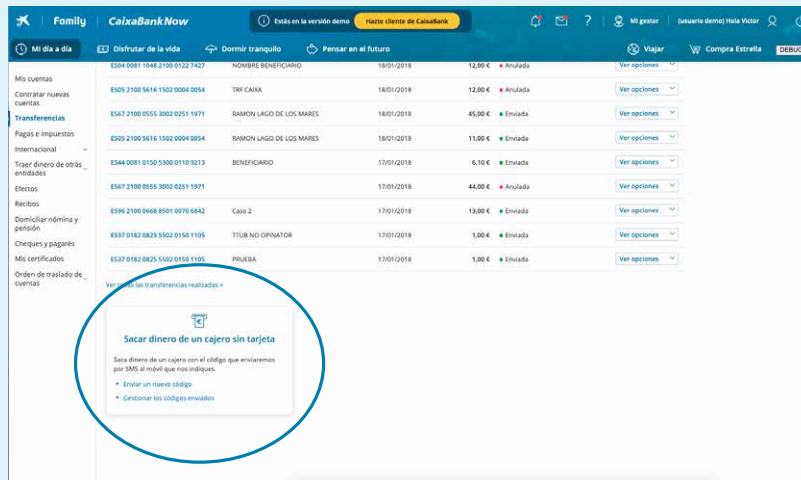 Family CaixaBankNow Estás en la versión demo Hazte cliente de CaixaBank ? Mi gestor (usuario demo) Hola Victor
Mi día a día Disfrutar de la vida Dormir tranquilo Pensar en el futuro Viajar Compra Estrella DEBUG
Mis cuentas
Contratar nuevas
cuentas
Transferencias
Pagos e impuestos
Internacional
Traer dinero de otras
entidades
Efectos
Recibos
Domiciliar nómina y
pensión
Cheques y pagarés
Mis certificados
Orden de traslado de
cuentas
ES04 0081 1048 2100 0122 7427 NOMBRE BENEFICIARIO 18/01/2018 12,00 € Anulada Ver opciones
ES05 2100 5616 1502 0004 0054 TRF CAIXA 18/01/2018 12,00 € Anulada Ver opciones
ES67 2100 0555 3002 0251 1971 RAMON LAGO DE LOS MARES 18/01/2018 45,00 € Enviada Ver opciones
ES05 2100 5616 1502 0004 0054 RAMON LAGO DE LOS MARES 18/01/2018 11,00 € Enviada Ver opciones
ES44 0081 0150 5300 0110 9213 BENEFICIARIO 17/01/2018 6,10 € Enviada Ver opciones
ES67 2100 0555 3002 0251 1971 17/01/2018 44,00 € Anulada Ver opciones
ES96 2100 0668 8501 0070 6842 Caso 2 17/01/2018 13,00 € Enviada Ver opciones
ES37 0182 0825 5502 0150 1105 TTUB NO OPINATOR 17/01/2018 1,00 € Enviada Ver opciones
ES37 0182 0825 5502 0150 1105 PRUEBA 17/01/2018 1,00 € Enviada Ver opciones
Ver todas las transferencias realizadas »
Sacar dinero de un cajero sin tarjeta
Saca dinero de un cajero con el código que enviaremos
por SMS al móvil que nos indiques.
Enviar un nuevo código
Gestionar los códigos enviados